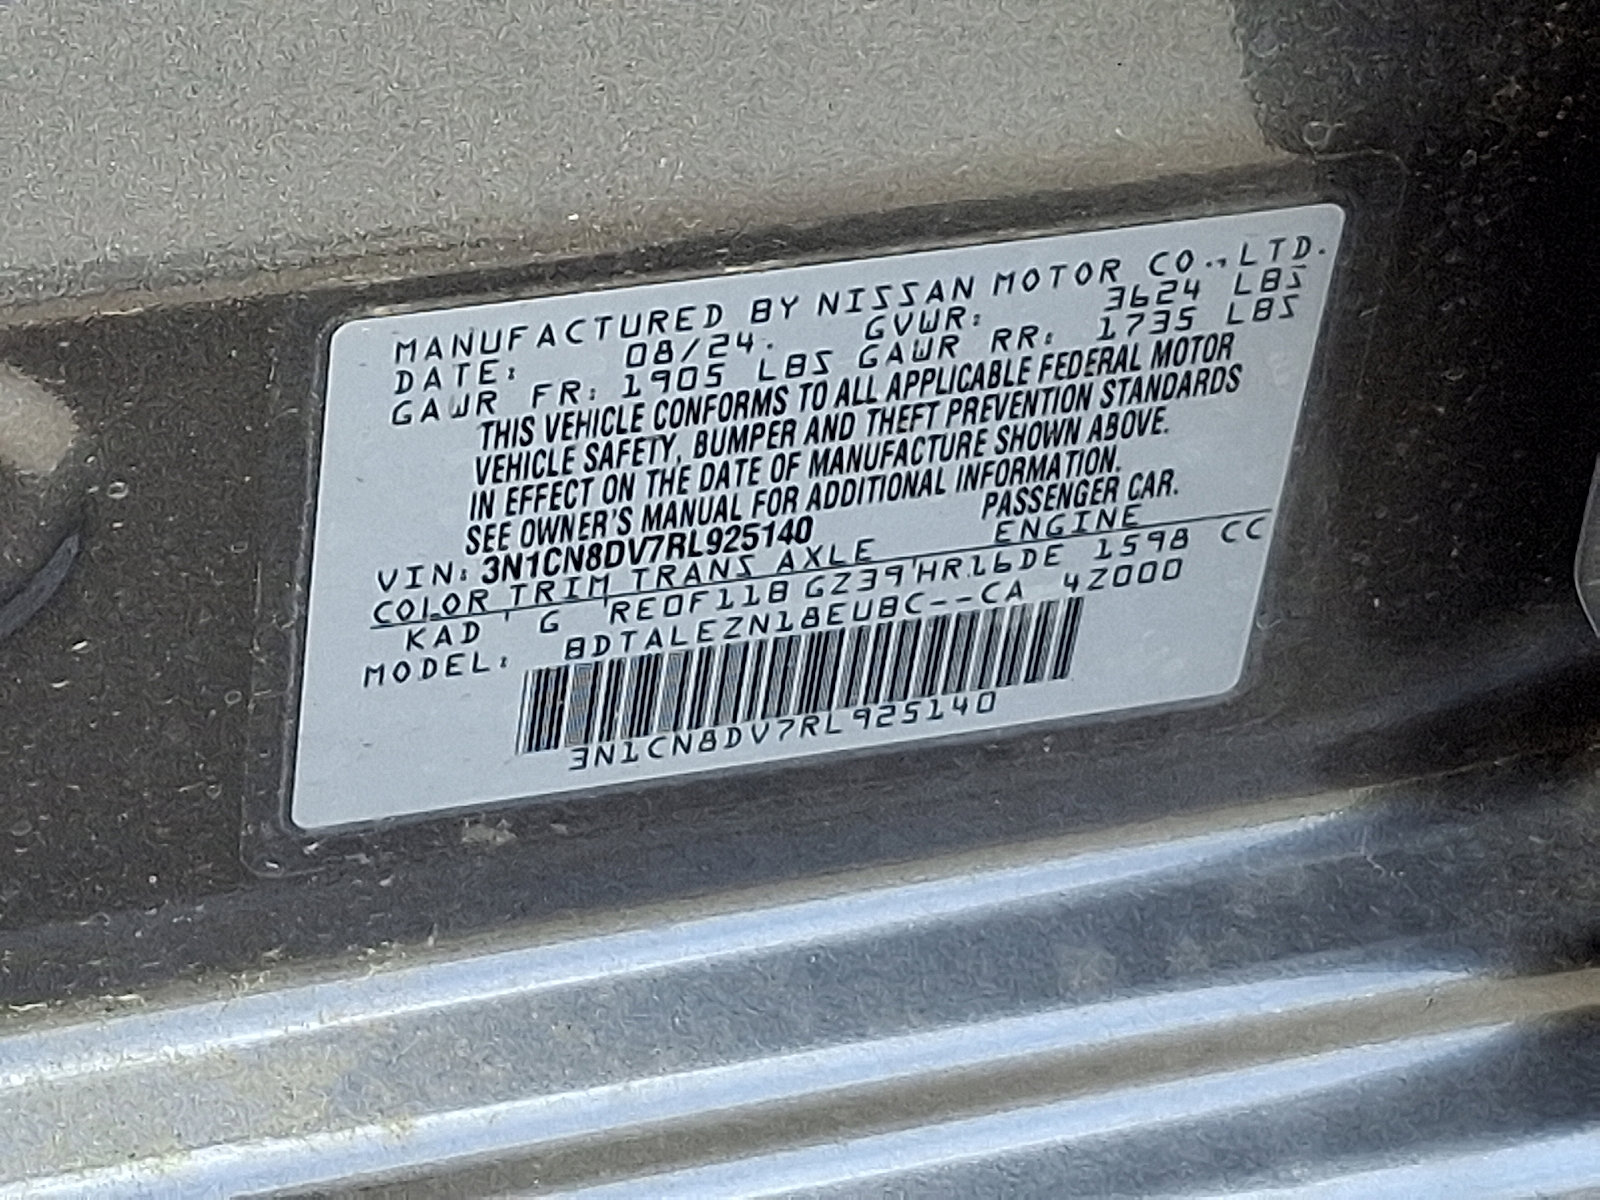 MANUFACTURED BY NISSAN MOTOR CO.,LTD.
DATE: 08/24. GVWR: 3624 LBS
GAWR FR: 1905 LBS GAWR RR: 1735 LBS
THIS VEHICLE CONFORMS TO ALL APPLICABLE FEDERAL MOTOR
VEHICLE SAFETY, BUMPER AND THEFT PREVENTION STANDARDS
IN EFFECT ON THE DATE OF MANUFACTURE SHOWN ABOVE.
SEE OWNER'S MANUAL FOR ADDITIONAL INFORMATION.
VIN: 3N1CN8DV7RL925140 PASSENGER CAR.
COLOR TRIM TRANS AXLE ENGINE
KAD G RE0F11B GZ39 HR16DE 1598 CC
MODEL: BDTALEZN18EUBC--CA 4Z000
3N1CN8DV7RL925140